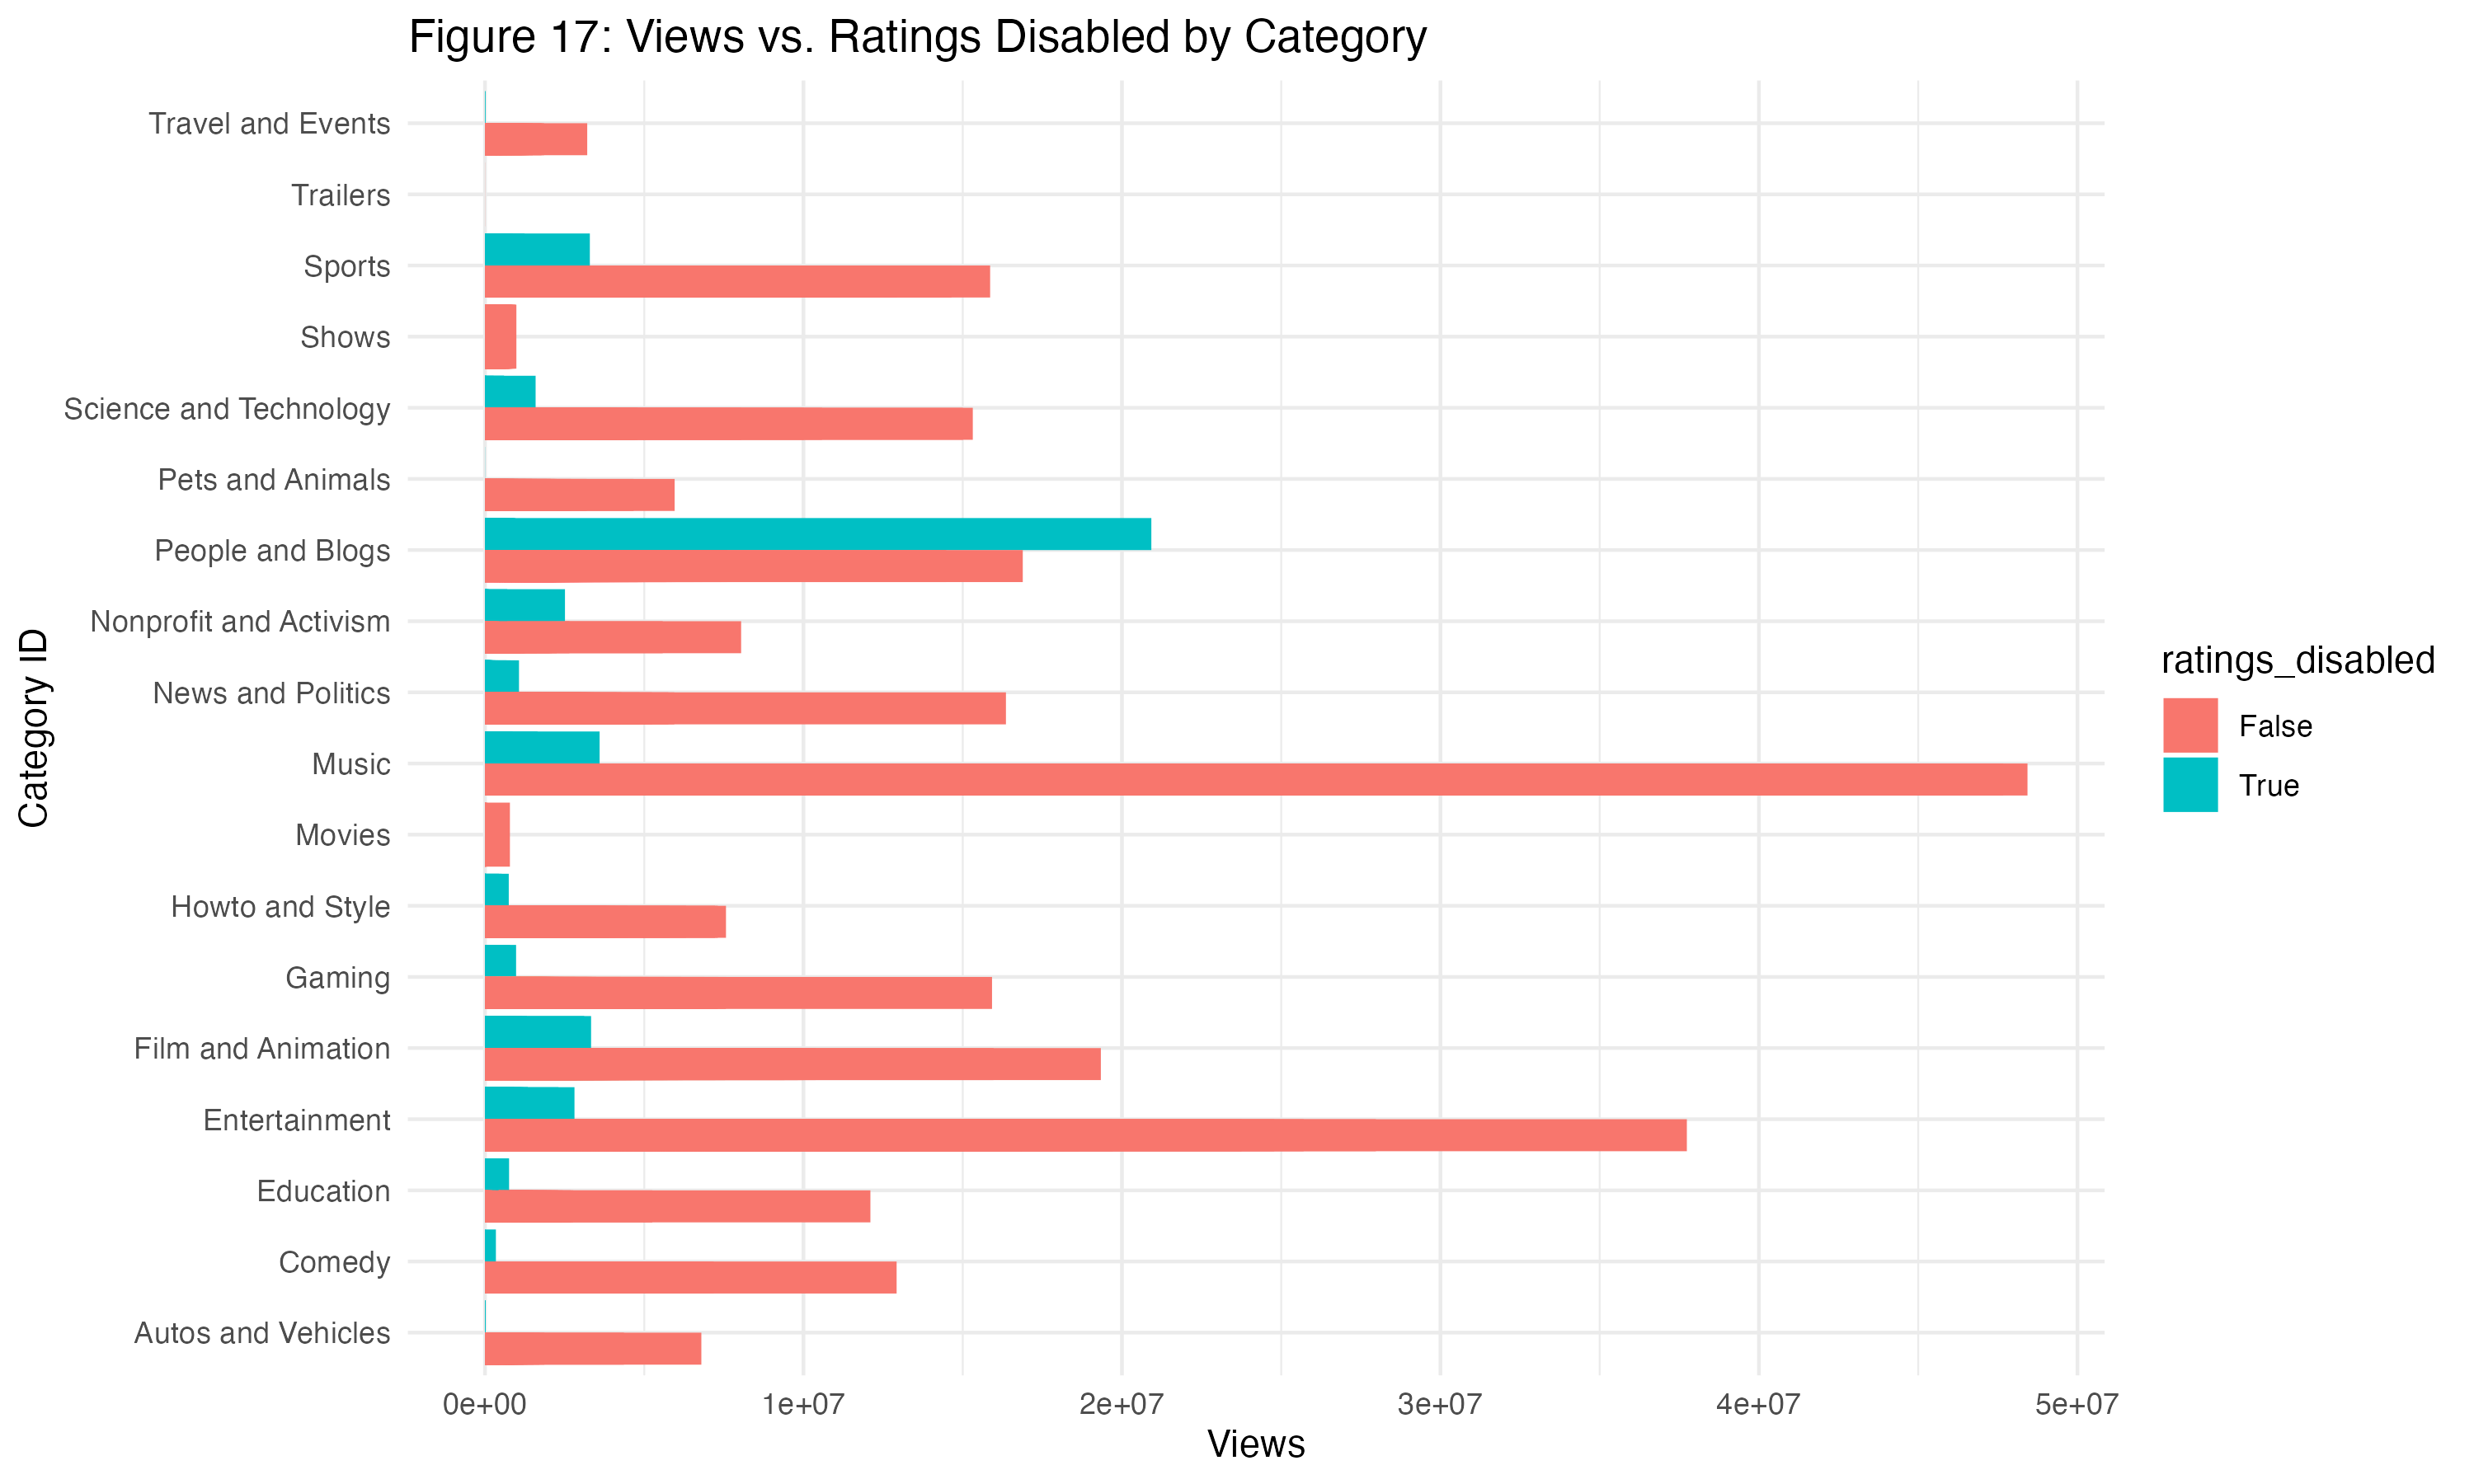 Figure 17: Views vs. Ratings Disabled by Category
Category ID
Travel and Events
Trailers
Sports
Shows
Science and Technology
Pets and Animals
People and Blogs
Nonprofit and Activism
News and Politics
Music
Movies
Howto and Style
Gaming
Film and Animation
Entertainment
Education
Comedy
Autos and Vehicles
0e+00 1e+07 2e+07 3e+07 4e+07 5e+07
Views
ratings_disabled
False
True